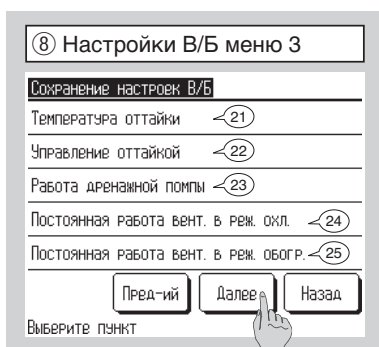 ⑧ Настройки В/Б меню 3
Сохранение настроек В/Б
Температура оттайки ㉑
Управление оттайкой ㉒
Работа дренажной помпы ㉓
Постоянная работа вент. в реж. охл. ㉔
Постоянная работа вент. в реж. обогр. ㉕
Пред-ий Далее Назад
Выберите пункт